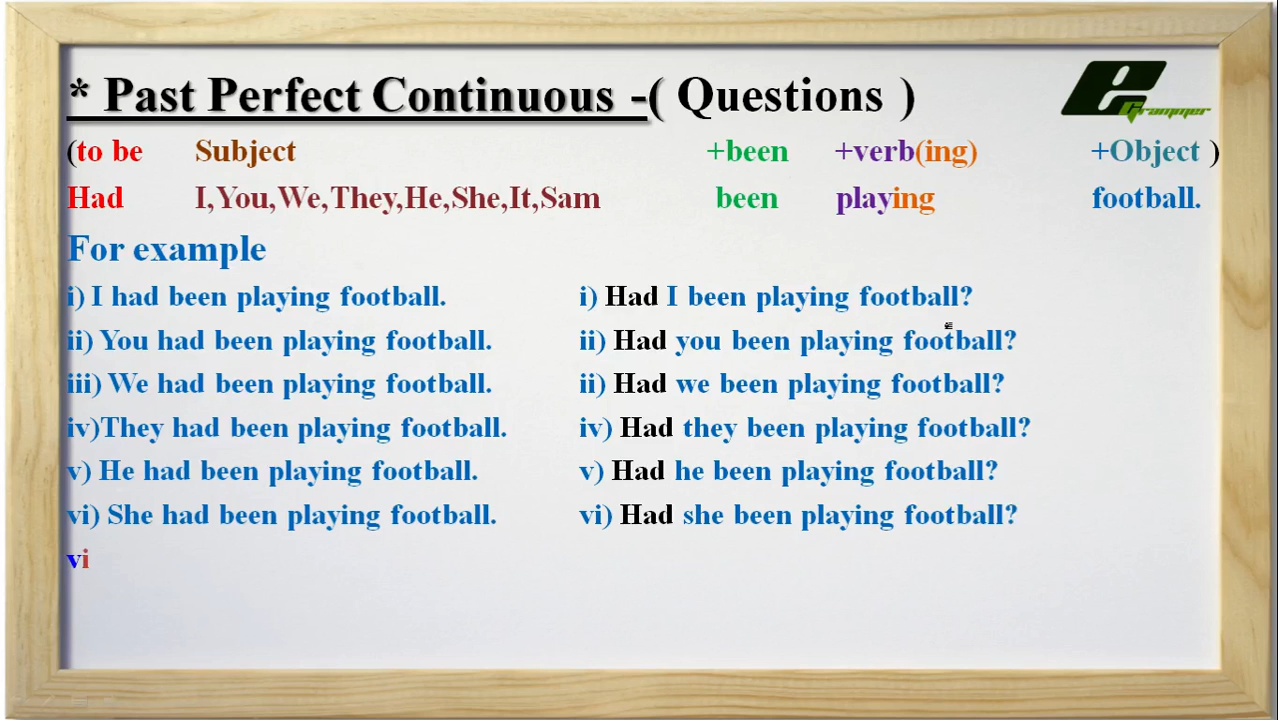 * Past Perfect Continuous -( Questions )
e Grammer
(to be Subject +been +verb(ing) +Object )
Had I,You,We,They,He,She,It,Sam been playing football.
For example
i) I had been playing football. i) Had I been playing football?
ii) You had been playing football. ii) Had you been playing football?
iii) We had been playing football. ii) Had we been playing football?
iv)They had been playing football. iv) Had they been playing football?
v) He had been playing football. v) Had he been playing football?
vi) She had been playing football. vi) Had she been playing football?
vi